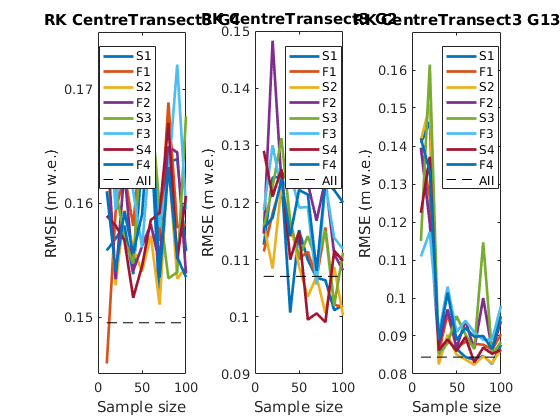 RK CentreTransect3 G4
0.17
0.16
0.15
0 50 100
RMSE (m w.e.)
Sample size
S1
F1
S2
F2
S3
F3
S4
F4
All
RK CentreTransect3 G2
0.15
0.14
0.13
0.12
0.11
0.1
0.09
0 50 100
RMSE (m w.e.)
Sample size
S1
F1
S2
F2
S3
F3
S4
F4
All
RK CentreTransect3 G13
0.16
0.15
0.14
0.13
0.12
0.11
0.1
0.09
0.08
0 50 100
RMSE (m w.e.)
Sample size
S1
F1
S2
F2
S3
F3
S4
F4
All